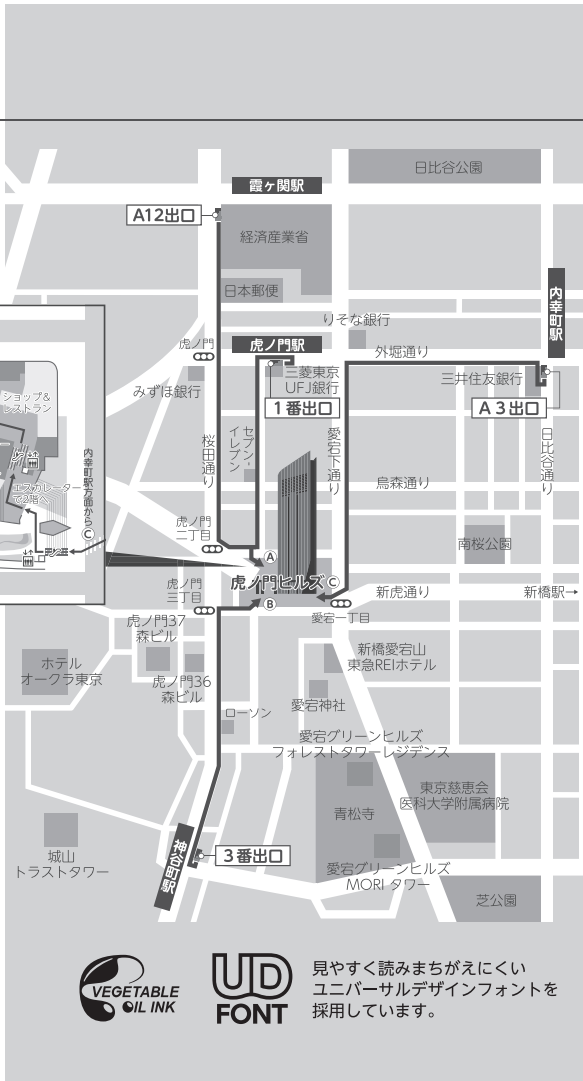 日比谷公園
霞ヶ関駅
A12出口
経済産業省
日本郵便
内幸町駅
りそな銀行
虎ノ門
虎ノ門駅
外堀通り
三菱東京
UFJ銀行
みずほ銀行
三井住友銀行
1番出口
A3出口
ショップ&
レストラン
桜田通り
セブン-
イレブン
愛宕下通り
日比谷通り
内幸町駅方面から
C
エスカレーター
で2階へ
烏森通り
虎ノ門
二丁目
南桜公園
A
虎ノ門ヒルズ
C
B
虎ノ門
三丁目
新虎通り
新橋駅→
愛宕一丁目
虎ノ門37
森ビル
新橋愛宕山
東急REIホテル
ホテル
オークラ東京
虎ノ門36
森ビル
愛宕神社
ローソン
愛宕グリーンヒルズ
フォレストタワーレジデンス
東京慈恵会
医科大学附属病院
青松寺
神谷町駅
3番出口
城山
トラストタワー
愛宕グリーンヒルズ
MORI タワー
芝公園
VEGETABLE
OIL INK
UD
FONT
見やすく読みまちがえにくい
ユニバーサルデザインフォントを
採用しています。